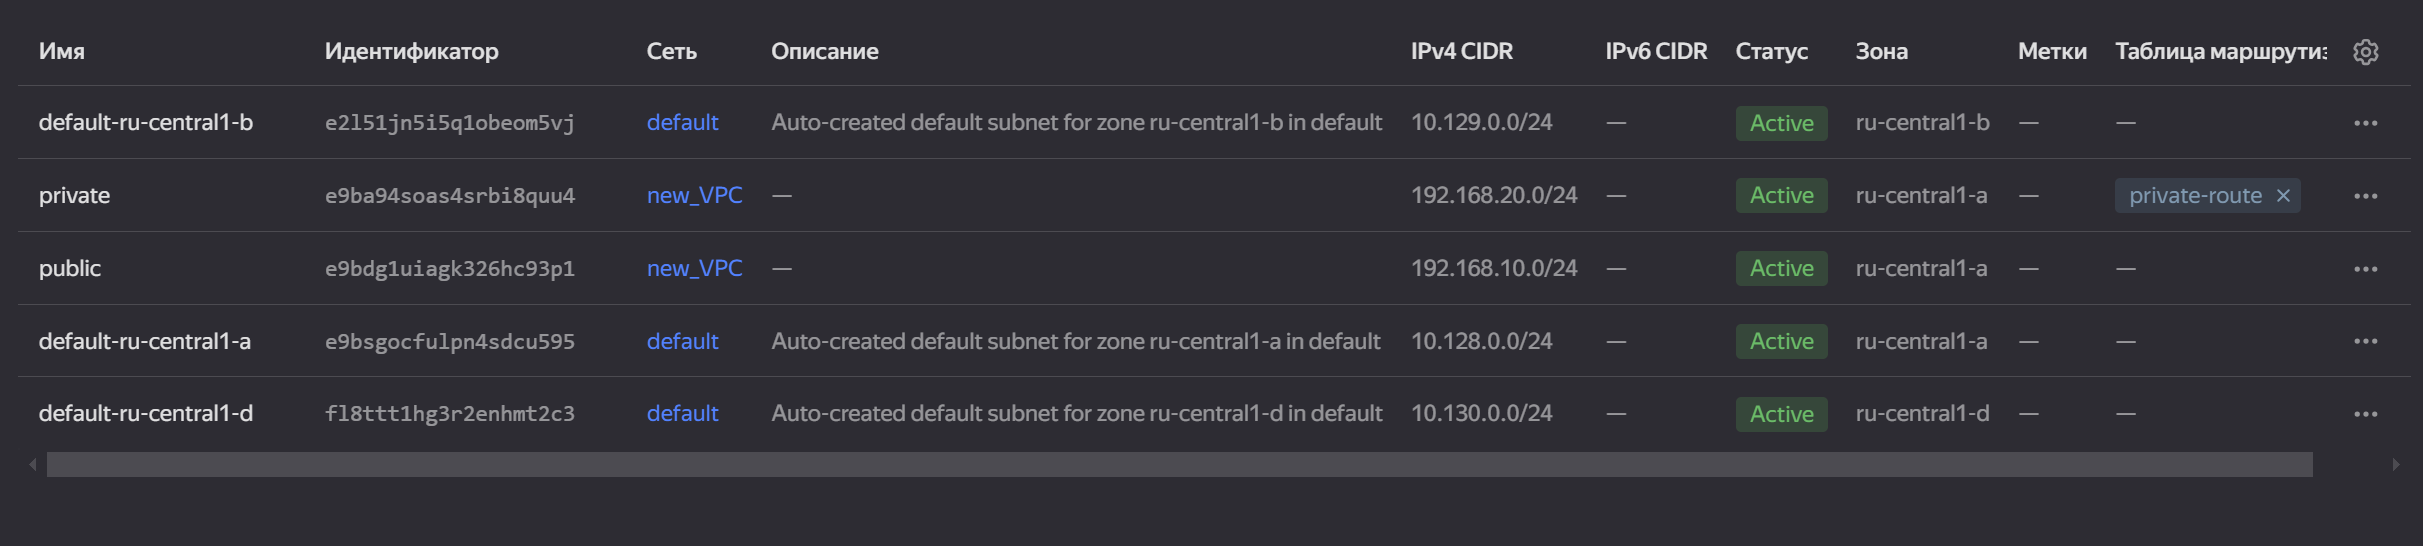 Имя Идентификатор Сеть Описание IPv4 CIDR IPv6 CIDR Статус Зона Метки Таблица маршрутиз
default-ru-central1-b e2l51jn5i5q1obeom5vj default Auto-created default subnet for zone ru-central1-b in default 10.129.0.0/24 — Active ru-central1-b — —
private e9ba94soas4srbi8quu4 new_VPC — 192.168.20.0/24 — Active ru-central1-a — private-route ×
public e9bdg1uiagk326hc93p1 new_VPC — 192.168.10.0/24 — Active ru-central1-a — —
default-ru-central1-a e9bsgocfulpn4sdcu595 default Auto-created default subnet for zone ru-central1-a in default 10.128.0.0/24 — Active ru-central1-a — —
default-ru-central1-d fl8ttt1hg3r2enhmt2c3 default Auto-created default subnet for zone ru-central1-d in default 10.130.0.0/24 — Active ru-central1-d — —